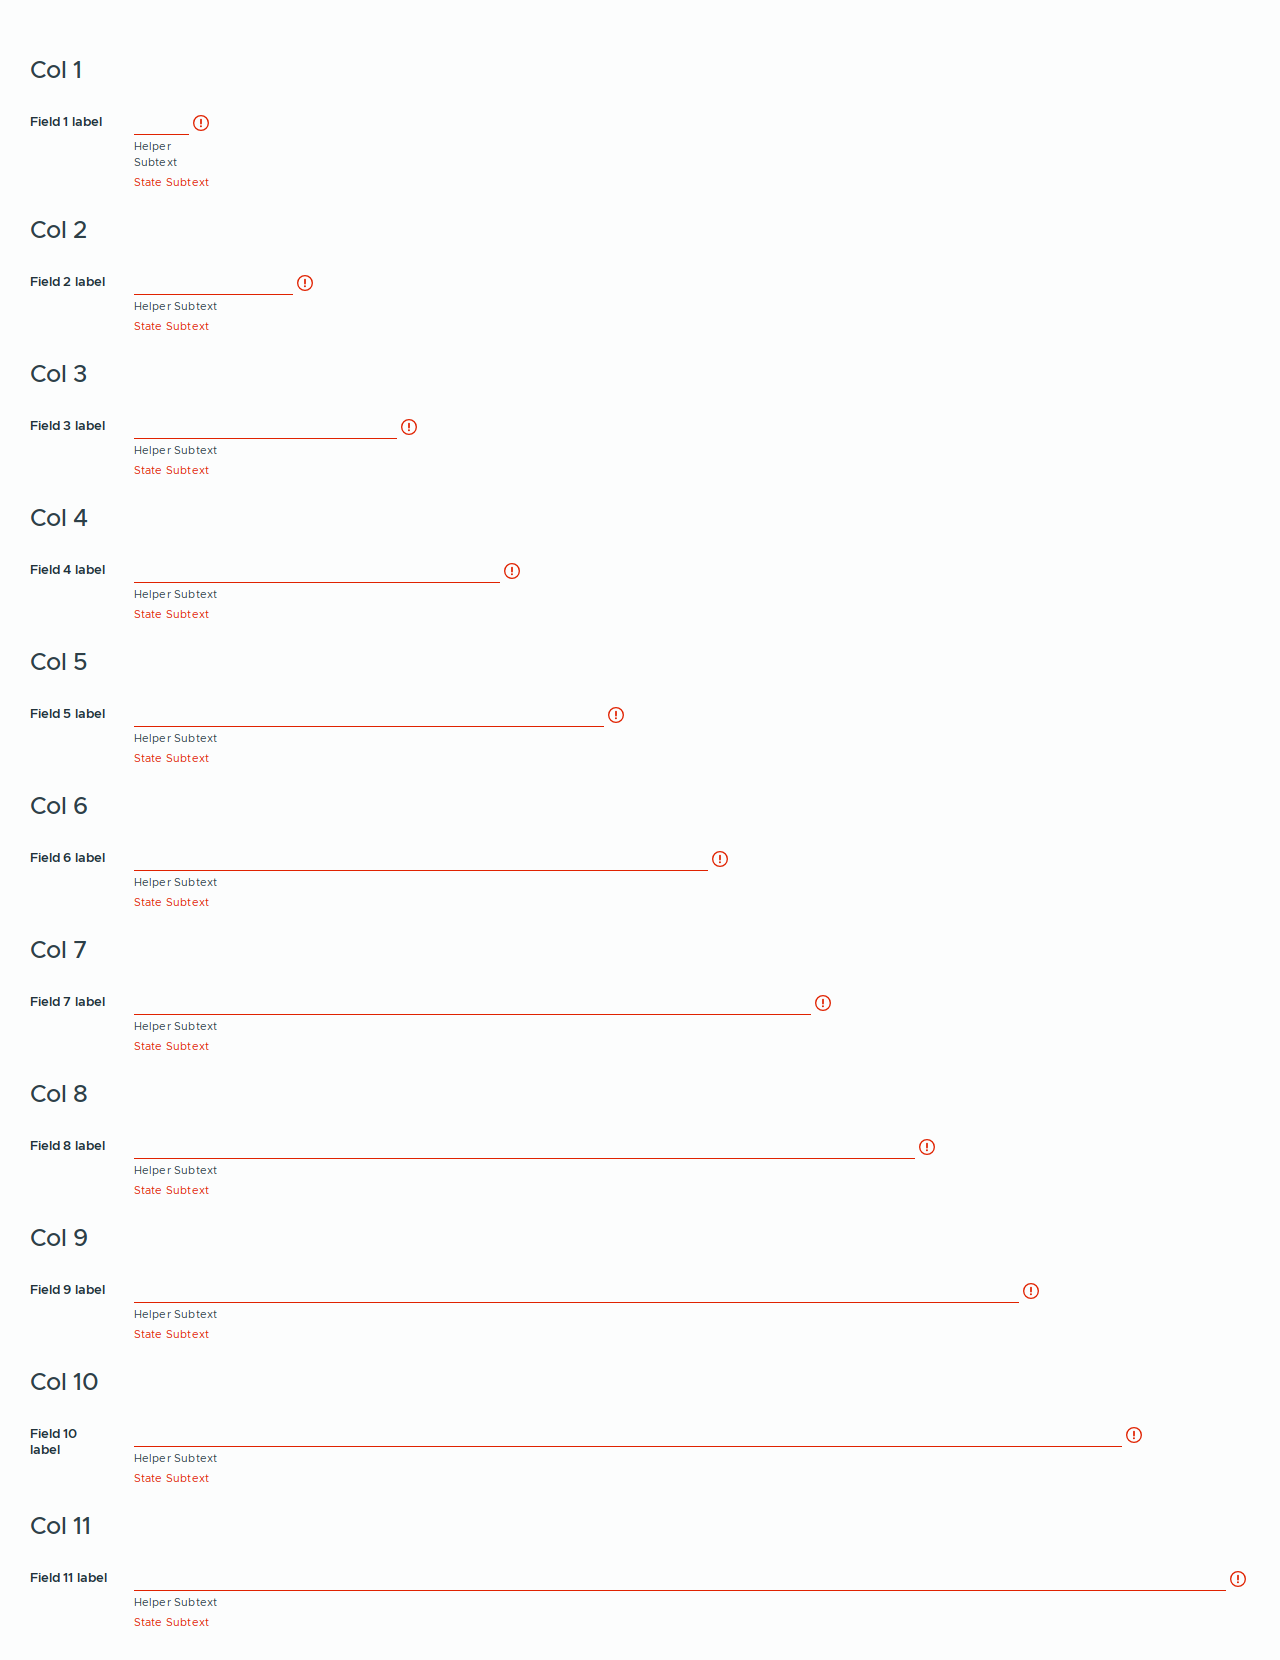 Col 1
Field 1 label
Helper
Subtext
State Subtext
Col 2
Field 2 label
Helper Subtext
State Subtext
Col 3
Field 3 label
Helper Subtext
State Subtext
Col 4
Field 4 label
Helper Subtext
State Subtext
Col 5
Field 5 label
Helper Subtext
State Subtext
Col 6
Field 6 label
Helper Subtext
State Subtext
Col 7
Field 7 label
Helper Subtext
State Subtext
Col 8
Field 8 label
Helper Subtext
State Subtext
Col 9
Field 9 label
Helper Subtext
State Subtext
Col 10
Field 10
label
Helper Subtext
State Subtext
Col 11
Field 11 label
Helper Subtext
State Subtext